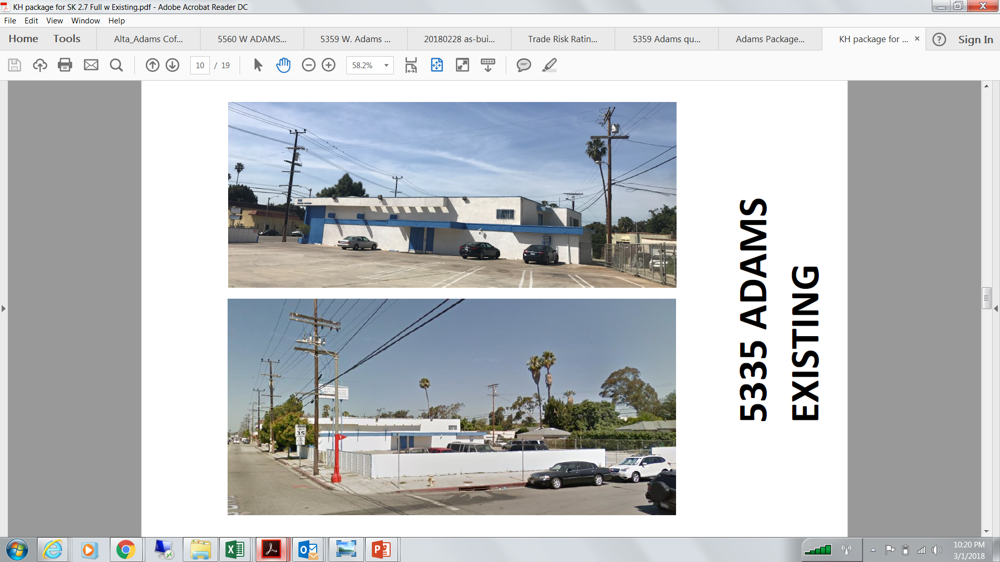 KH package for SK 2.7 Full w Existing.pdf - Adobe Acrobat Reader DC
File Edit View Window Help
Home Tools Alta_Adams Cof... 5560 W ADAMS... 5359 W. Adams ... 20180228 as-bui... Trade Risk Ratin... 5359 Adams qu... Adams Package... KH package for ... × ? Sign In
10 / 19 58.2%
5335 ADAMS
EXISTING
35
10:20 PM
3/1/2018